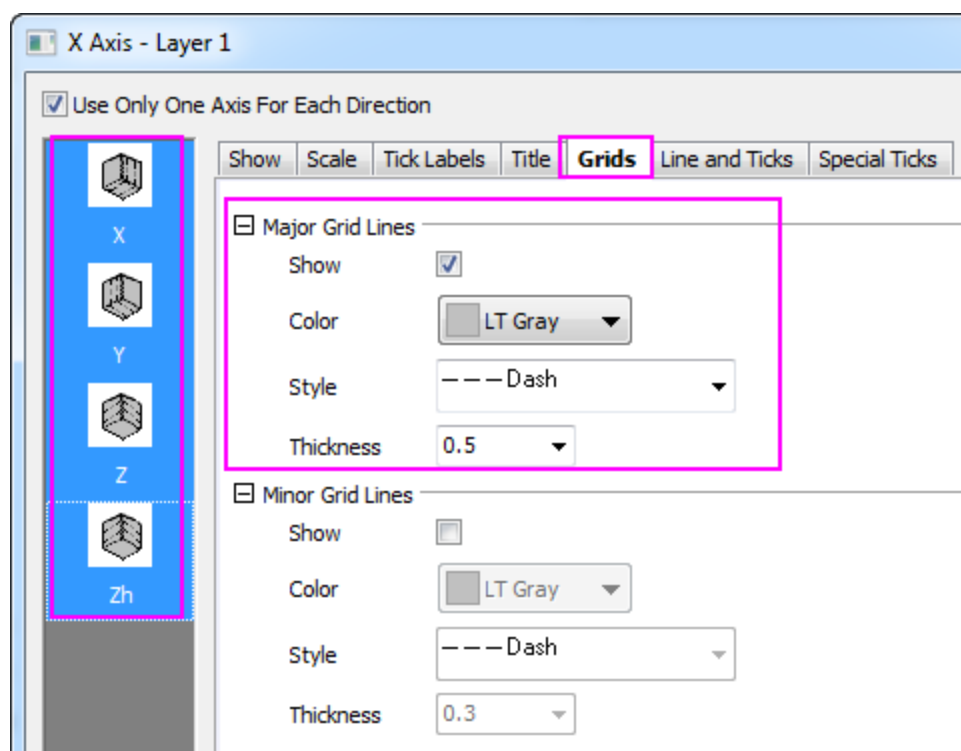 X Axis - Layer 1
Use Only One Axis For Each Direction
X
Y
Z
Zh
Show Scale Tick Labels Title Grids Line and Ticks Special Ticks
Major Grid Lines
Show
Color LT Gray
Style Dash
Thickness 0.5
Minor Grid Lines
Show
Color LT Gray
Style Dash
Thickness 0.3